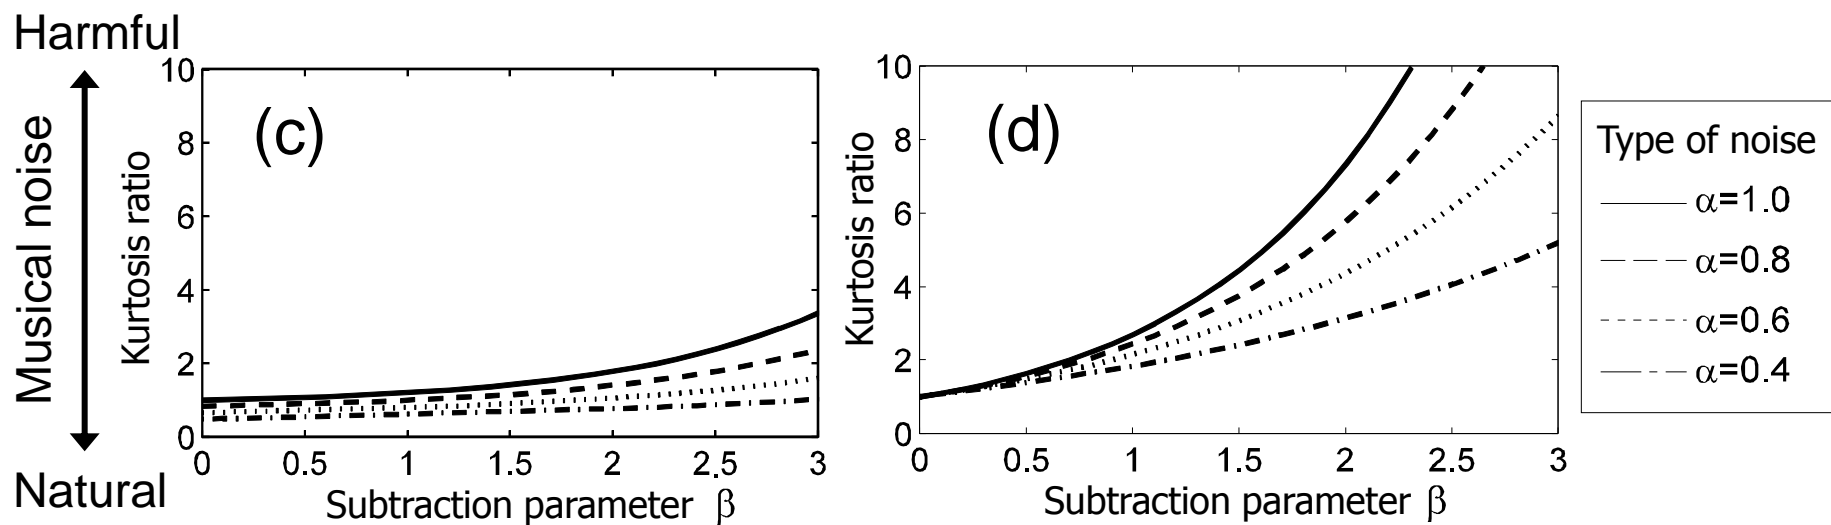 Harmful
Musical noise
Natural
(c)
Kurtosis ratio
10
8
6
4
2
0
0 0.5 1 1.5 2 2.5 3
Subtraction parameter β
(d)
Kurtosis ratio
10
8
6
4
2
0
0 0.5 1 1.5 2 2.5 3
Subtraction parameter β
Type of noise
α=1.0
α=0.8
α=0.6
α=0.4